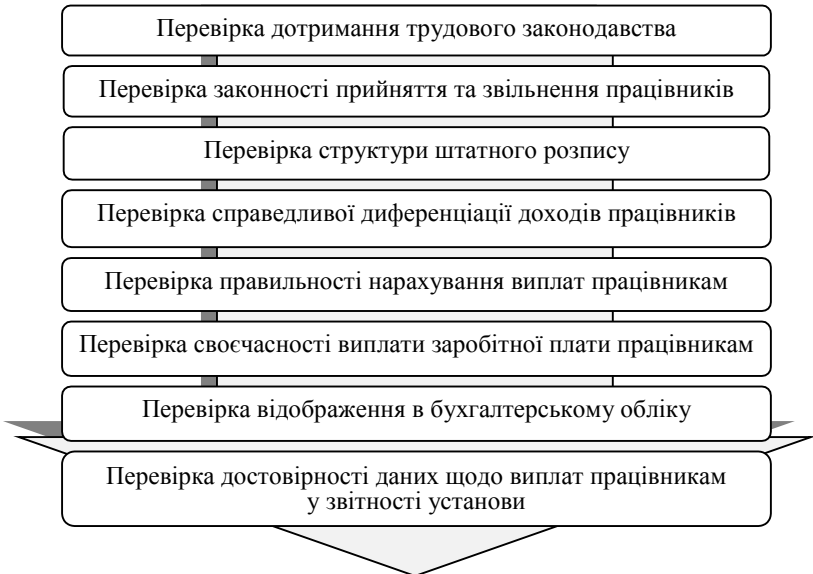 Перевірка дотримання трудового законодавства
Перевірка законності прийняття та звільнення працівників
Перевірка структури штатного розпису
Перевірка справедливої диференціації доходів працівників
Перевірка правильності нарахування виплат працівникам
Перевірка своєчасності виплати заробітної плати працівникам
Перевірка відображення в бухгалтерському обліку
Перевірка достовірності даних щодо виплат працівникам
у звітності установи